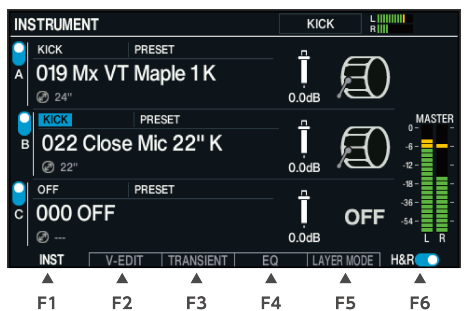 INSTRUMENT KICK L R
KICK PRESET
A 019 Mx VT Maple 1 K
24" 0.0dB
KICK PRESET MASTER
B 022 Close Mic 22" K
22" 0.0dB
OFF PRESET
C 000 OFF OFF
--- 0.0dB
0-
-6-
-12-
-18-
-36-
-54-
L R
INST V-EDIT TRANSIENT EQ LAYER MODE H&R
F1 F2 F3 F4 F5 F6